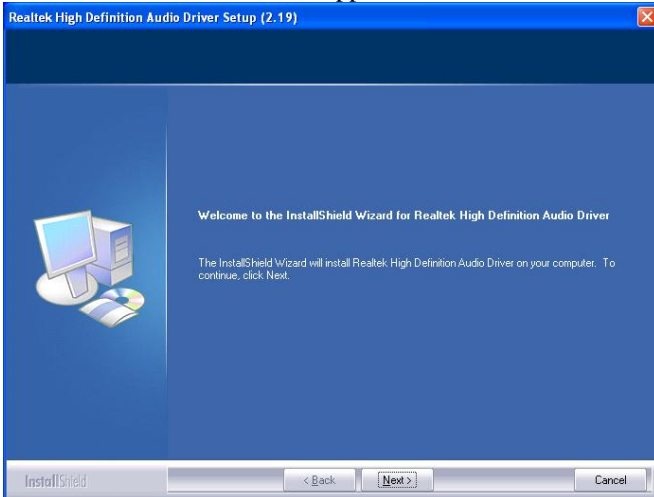 Realtek High Definition Audio Driver Setup (2.19)
Welcome to the InstallShield Wizard for Realtek High Definition Audio Driver
The InstallShield Wizard will install Realtek High Definition Audio Driver on your computer. To
continue, click Next.
InstallShield
< Back
Next >
Cancel